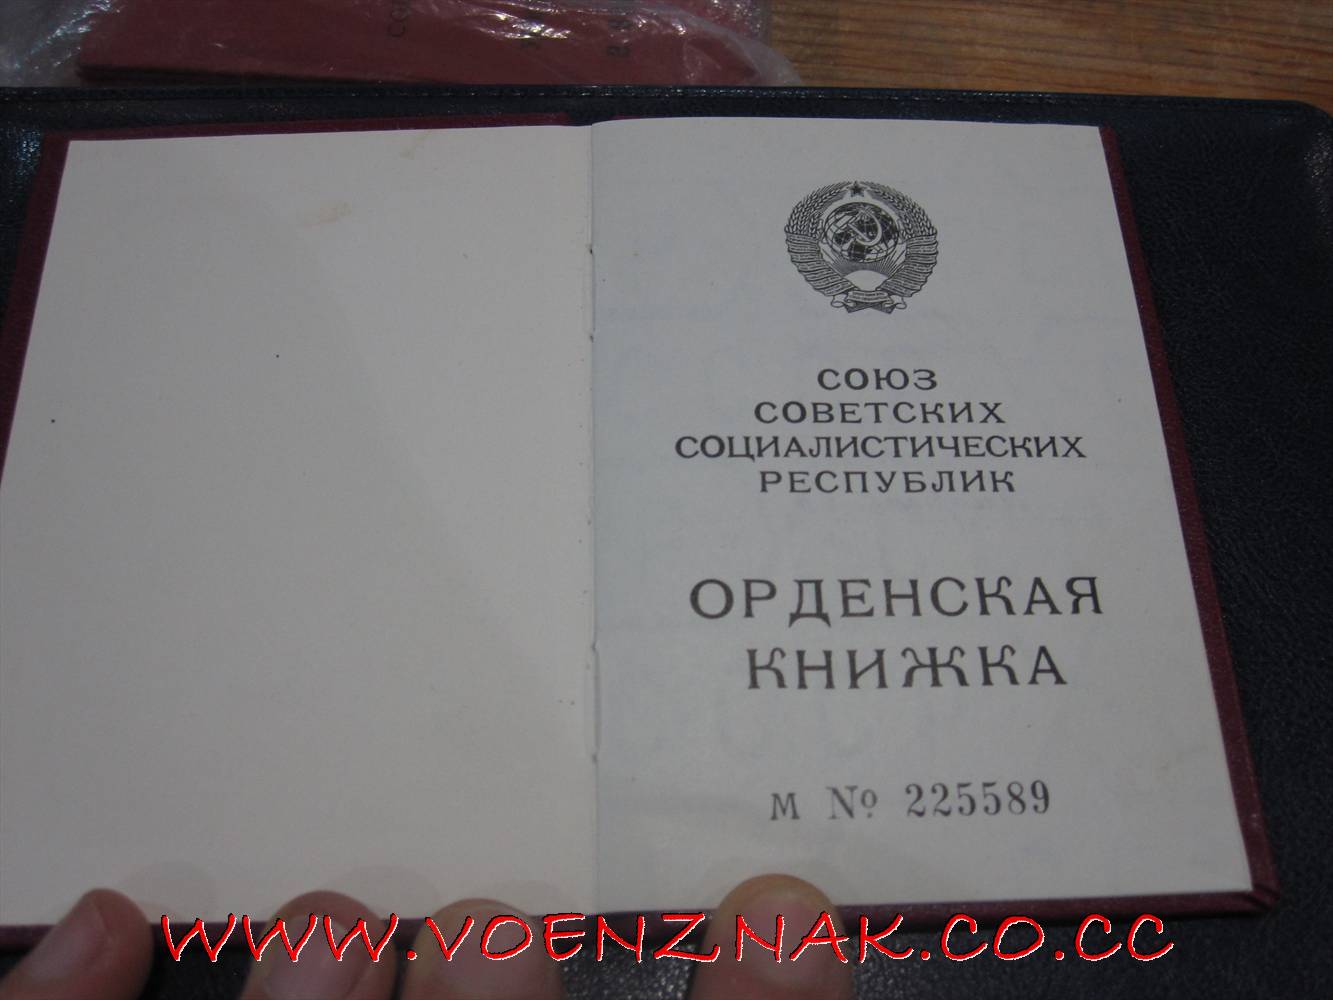 СОЮЗ
СОВЕТСКИХ
СОЦИАЛИСТИЧЕСКИХ
РЕСПУБЛИК
ОРДЕНСКАЯ
КНИЖКА
М № 225589
WWW.VOENZNAK.CO.CC